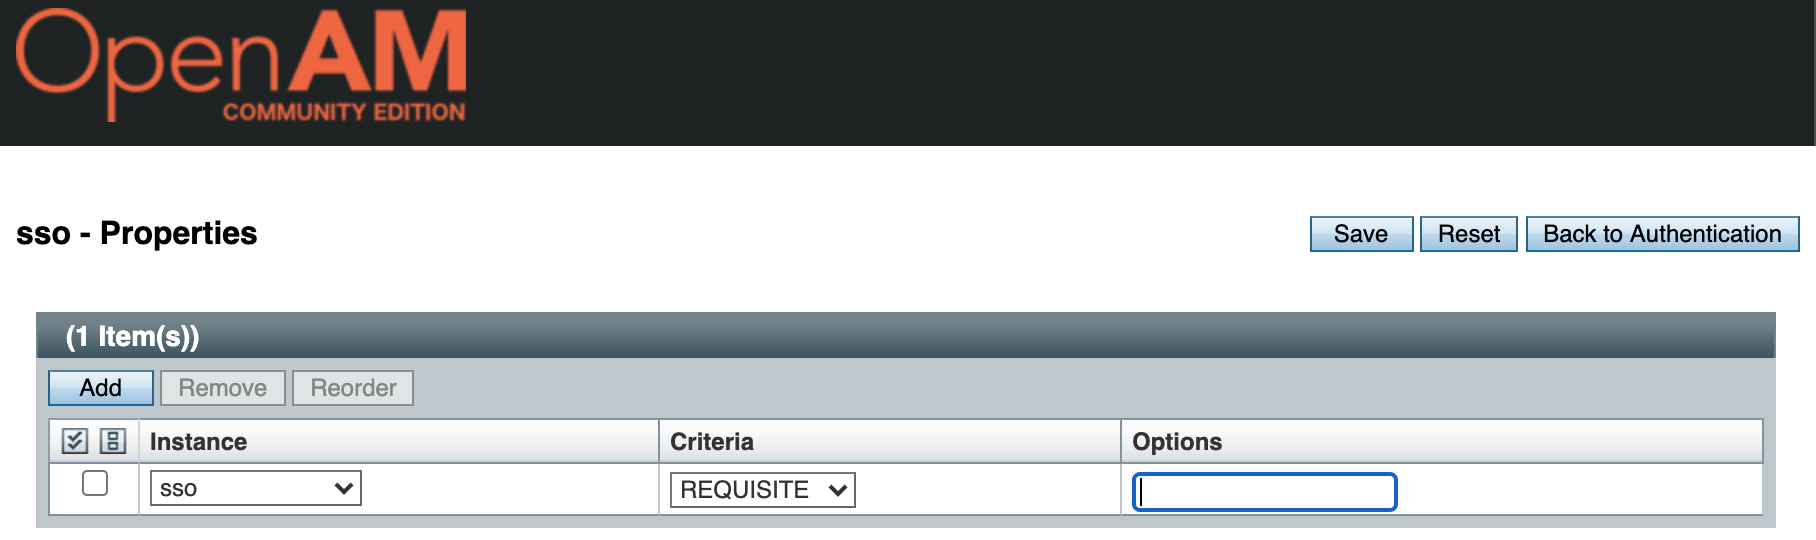 OpenAM
COMMUNITY EDITION
sso - Properties
Save Reset Back to Authentication
(1 Item(s))
Add Remove Reorder
Instance Criteria Options
sso REQUISITE